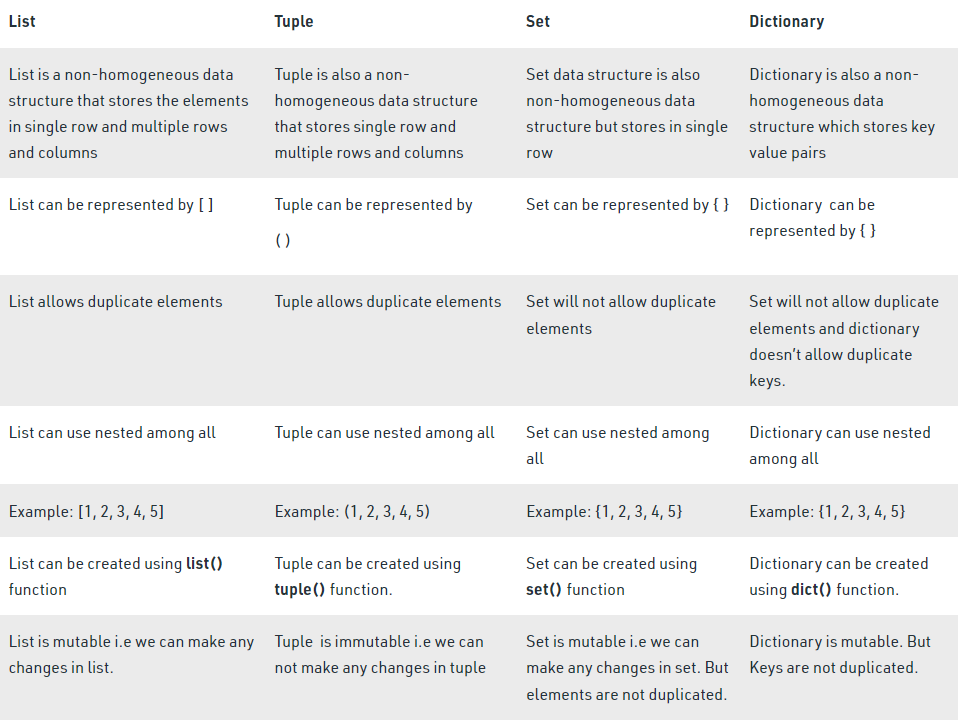 List Tuple Set Dictionary
List is a non-homogeneous data
structure that stores the elements
in single row and multiple rows
and columns
Tuple is also a non-
homogeneous data structure
that stores single row and
multiple rows and columns
Set data structure is also
non-homogeneous data
structure but stores in single
row
Dictionary is also a non-
homogeneous data
structure which stores key
value pairs
List can be represented by [ ]
Tuple can be represented by
( )
Set can be represented by { }
Dictionary  can be
represented by { }
List allows duplicate elements
Tuple allows duplicate elements
Set will not allow duplicate
elements
Set will not allow duplicate
elements and dictionary
doesn’t allow duplicate
keys.
List can use nested among all
Tuple can use nested among all
Set can use nested among
all
Dictionary can use nested
among all
Example: [1, 2, 3, 4, 5]
Example: (1, 2, 3, 4, 5)
Example: {1, 2, 3, 4, 5}
Example: {1, 2, 3, 4, 5}
List can be created using list()
function
Tuple can be created using
tuple() function.
Set can be created using
set() function
Dictionary can be created
using dict() function.
List is mutable i.e we can make any
changes in list.
Tuple  is immutable i.e we can
not make any changes in tuple
Set is mutable i.e we can
make any changes in set. But
elements are not duplicated.
Dictionary is mutable. But
Keys are not duplicated.